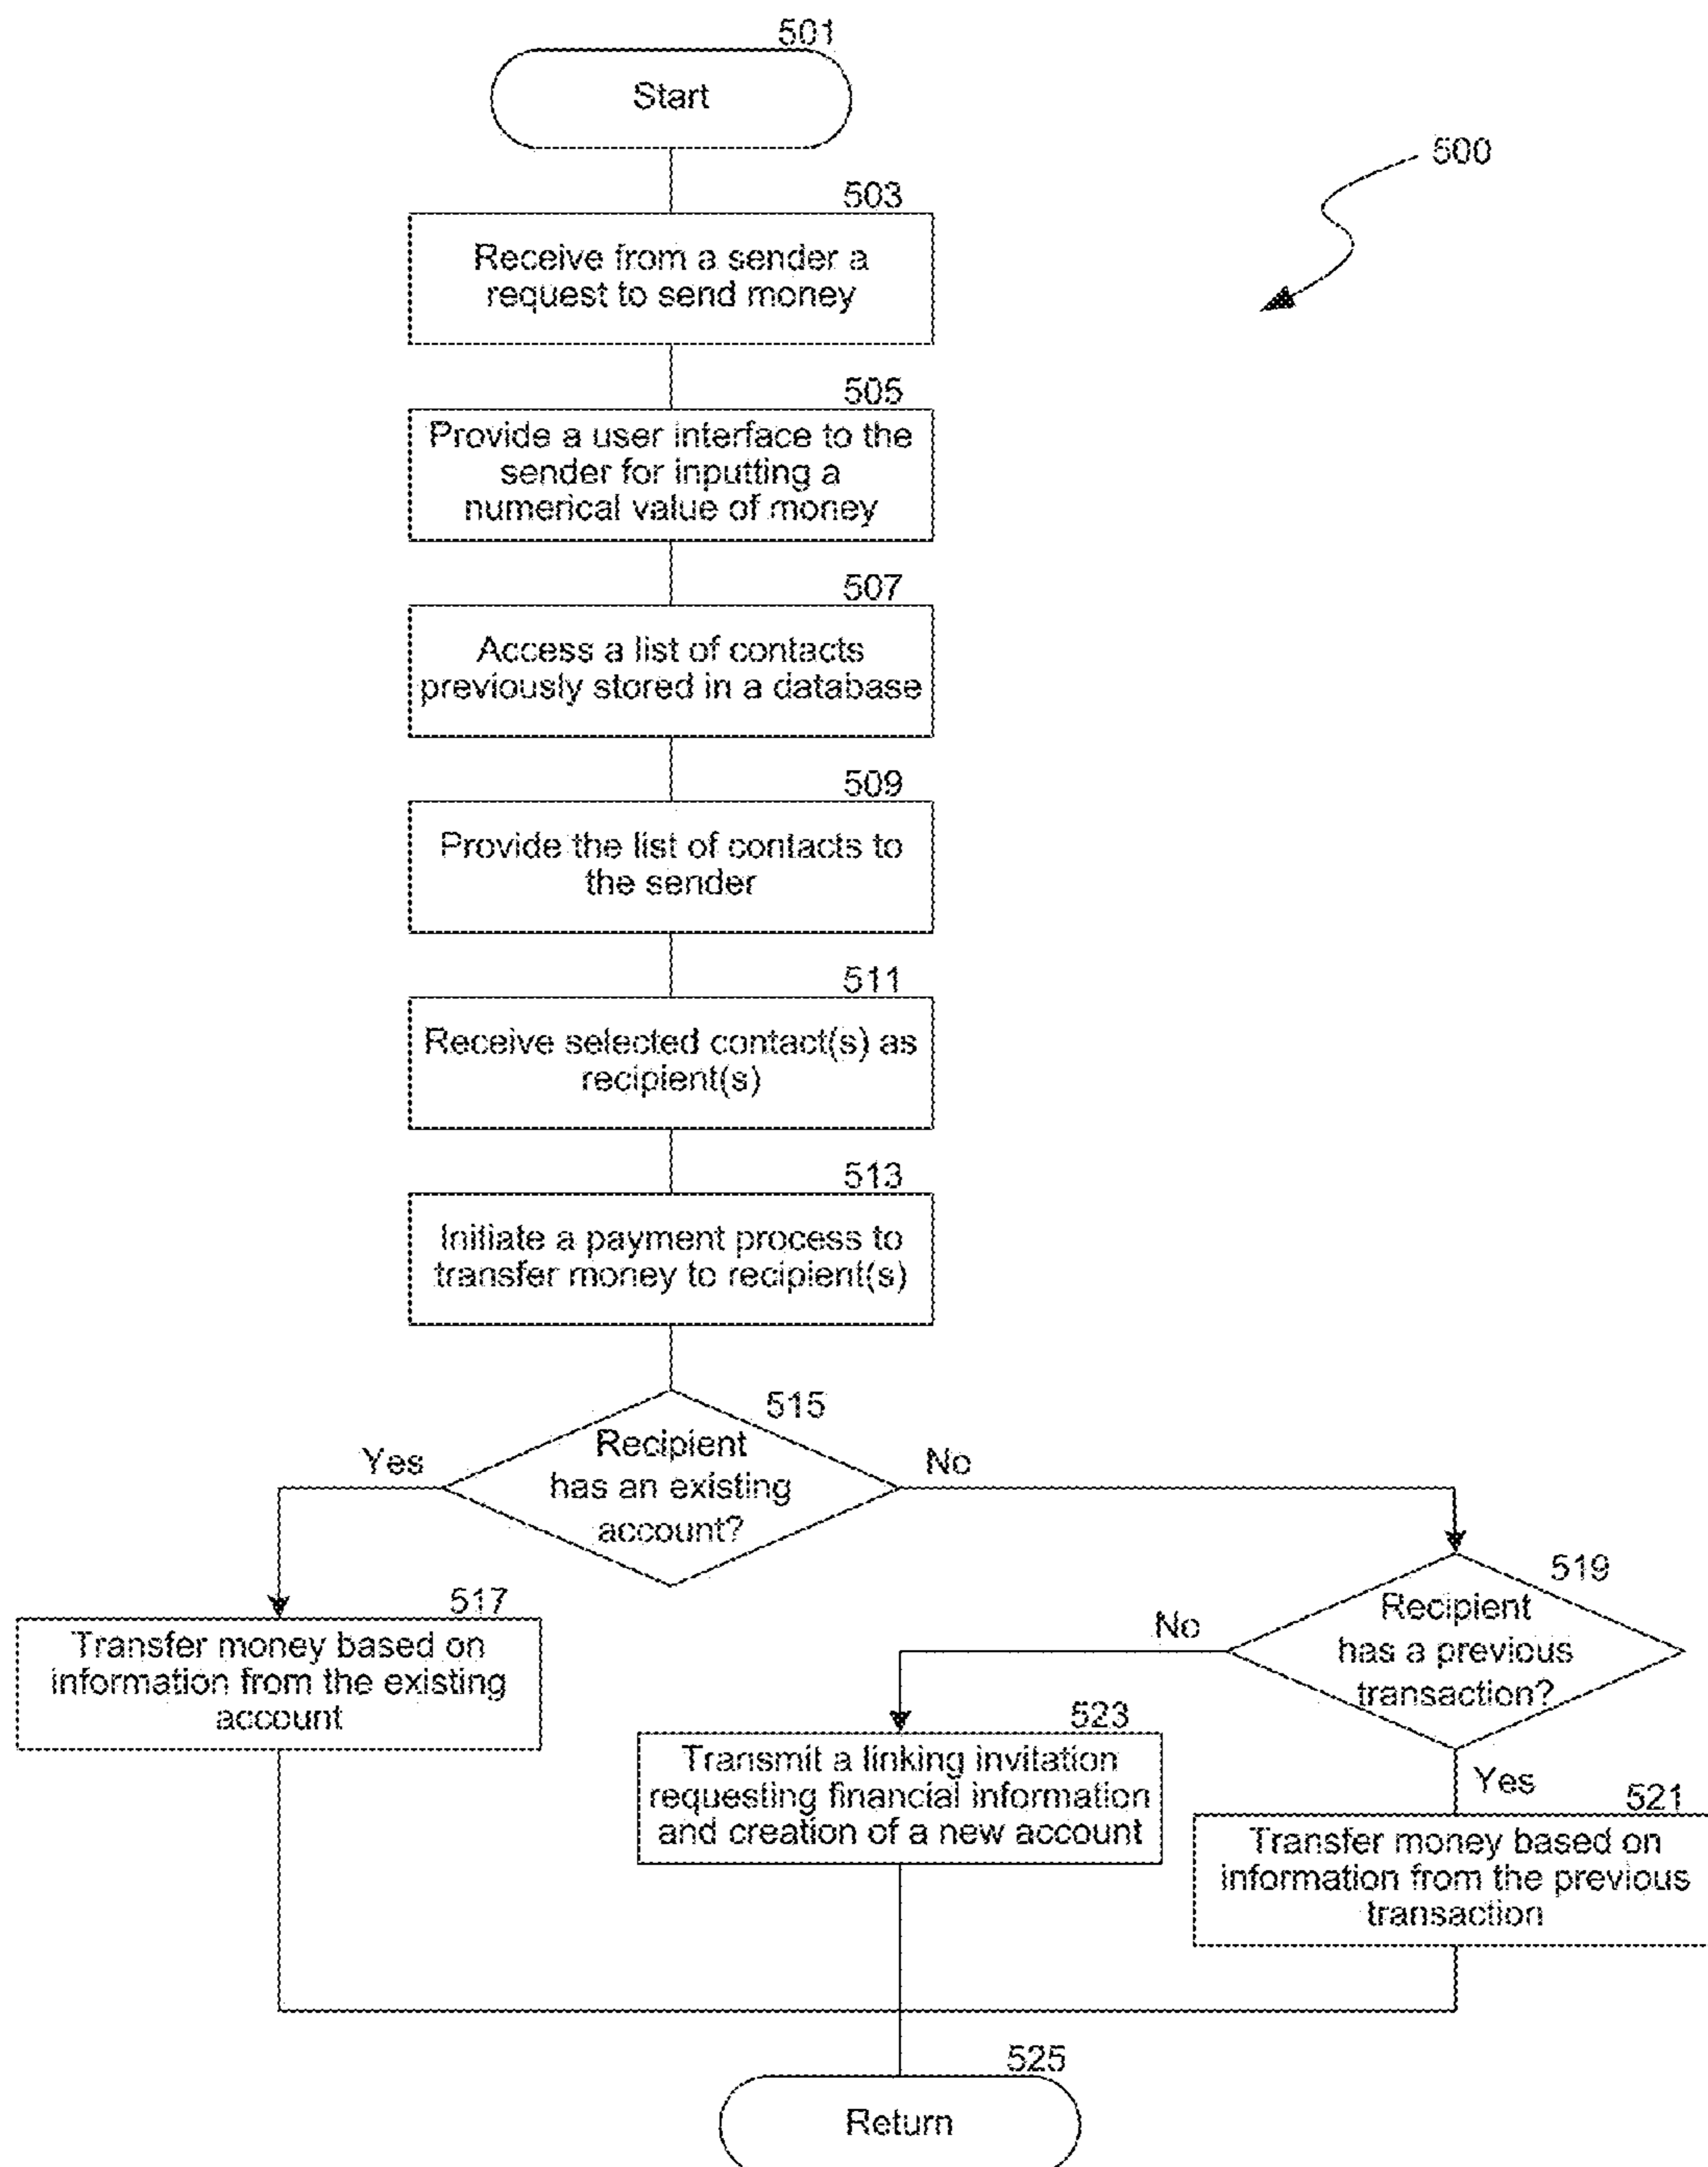 501
Start
500
503
Receive from a sender a
request to send money
505
Provide a user interface to the
sender for inputting a
numerical value of money
507
Access a list of contacts
previously stored in a database
509
Provide the list of contacts to
the sender
511
Receive selected contact(s) as
recipient(s)
513
Initiate a payment process to
transfer money to recipient(s)
515
Recipient
has an existing
account?
Yes
No
517
Transfer money based on
information from the existing
account
519
Recipient
has a previous
transaction?
No
Yes
523
Transmit a linking invitation
requesting financial information
and creation of a new account
521
Transfer money based on
information from the previous
transaction
525
Return